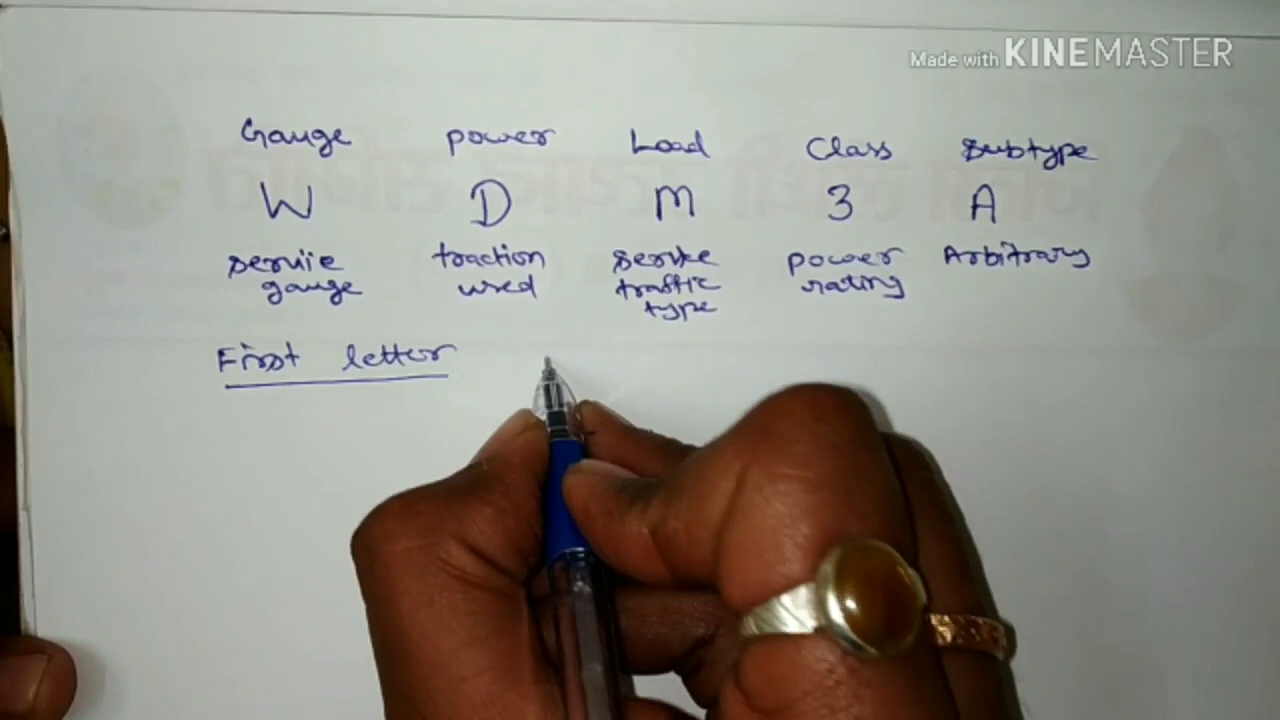 Made with KINEMASTER
Gauge power Load Class Subtype
W D M 3 A
service traction service power Arbitrary
gauge used traffic rating
type
First letter